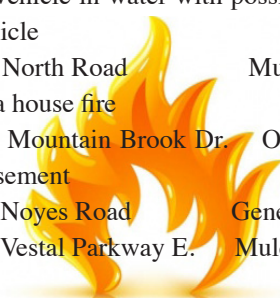 vehicle in water with possi
icle
North Road Mu
a house fire
Mountain Brook Dr. O
sement
Noyes Road Gene
Vestal Parkway E. Mul